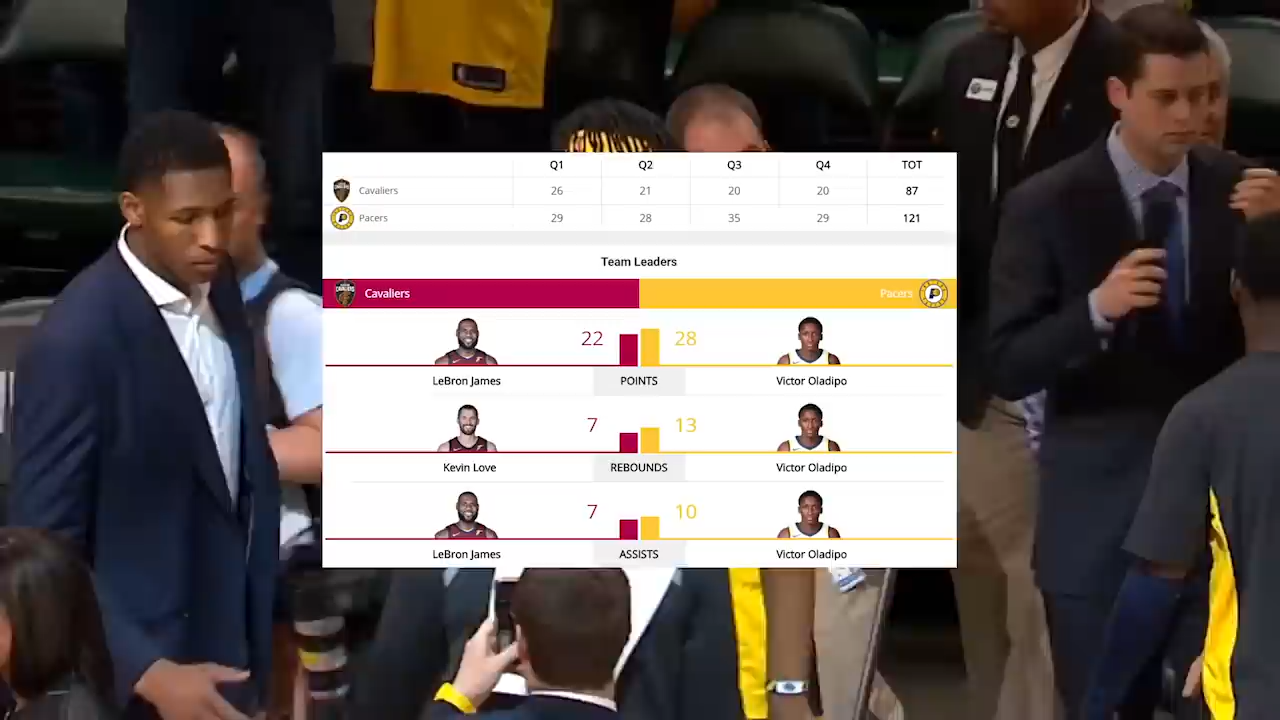 Q1 Q2 Q3 Q4 TOT
Cavaliers 26 21 20 20 87
Pacers 29 28 35 29 121
Team Leaders
Cavaliers Pacers
22 28
LeBron James POINTS Victor Oladipo
7 13
Kevin Love REBOUNDS Victor Oladipo
7 10
LeBron James ASSISTS Victor Oladipo